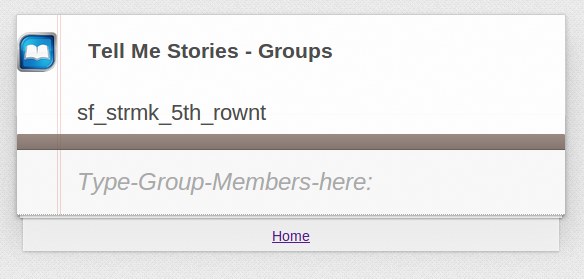 Tell Me Stories - Groups
sf_strmk_5th_rownt
Type-Group-Members-here:
Home